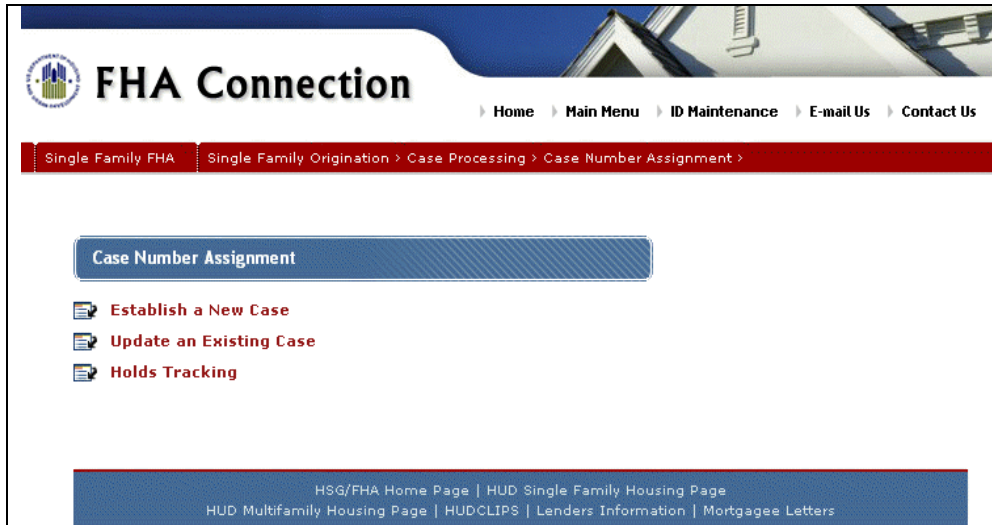 FHA Connection
Home Main Menu ID Maintenance E-mail Us Contact Us
Single Family FHA Single Family Origination > Case Processing > Case Number Assignment >
Case Number Assignment
Establish a New Case
Update an Existing Case
Holds Tracking
HSG/FHA Home Page | HUD Single Family Housing Page
HUD Multifamily Housing Page | HUDCLIPS | Lenders Information | Mortgagee Letters